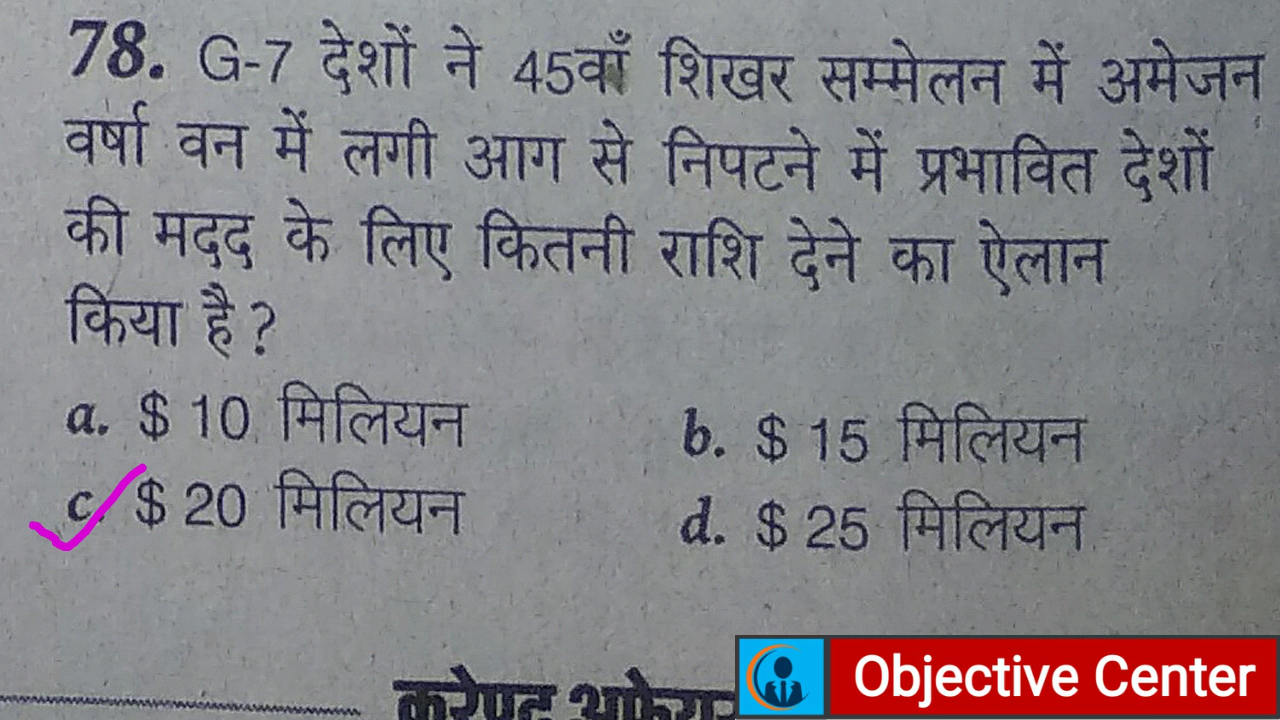 78. G-7 देशों ने 45वाँ शिखर सम्मेलन में अमेजन
वर्षा वन में लगी आग से निपटने में प्रभावित देशों
की मदद के लिए कितनी राशि देने का ऐलान
किया है?
a. $ 10 मिलियन b. $ 15 मिलियन
c. $ 20 मिलियन d. $ 25 मिलियन
Objective Center